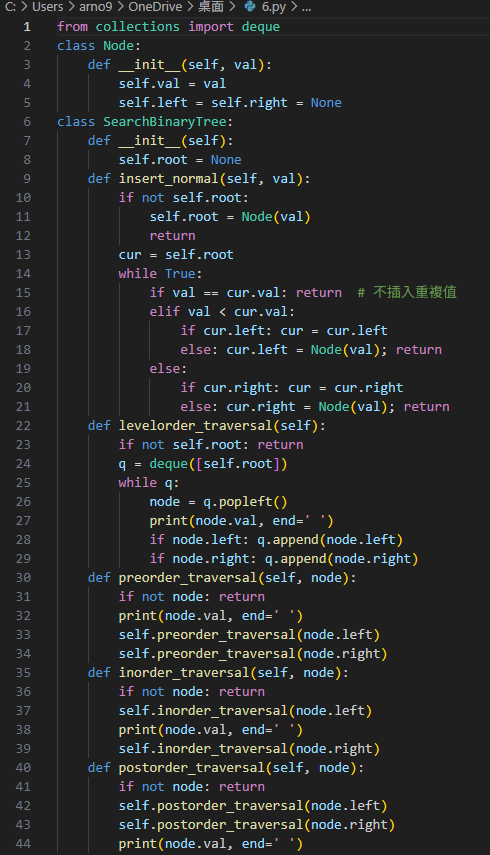 C: > Users > arno9 > OneDrive > 桌面 > 6.py > ...
1 from collections import deque
2 class Node:
3     def __init__(self, val):
4         self.val = val
5         self.left = self.right = None
6 class SearchBinaryTree:
7     def __init__(self):
8         self.root = None
9     def insert_normal(self, val):
10         if not self.root:
11             self.root = Node(val)
12             return
13         cur = self.root
14         while True:
15             if val == cur.val: return  # 不插入重複值
16             elif val < cur.val:
17                 if cur.left: cur = cur.left
18                 else: cur.left = Node(val); return
19             else:
20                 if cur.right: cur = cur.right
21                 else: cur.right = Node(val); return
22     def levelorder_traversal(self):
23         if not self.root: return
24         q = deque([self.root])
25         while q:
26             node = q.popleft()
27             print(node.val, end=' ')
28             if node.left: q.append(node.left)
29             if node.right: q.append(node.right)
30     def preorder_traversal(self, node):
31         if not node: return
32         print(node.val, end=' ')
33         self.preorder_traversal(node.left)
34         self.preorder_traversal(node.right)
35     def inorder_traversal(self, node):
36         if not node: return
37         self.inorder_traversal(node.left)
38         print(node.val, end=' ')
39         self.inorder_traversal(node.right)
40     def postorder_traversal(self, node):
41         if not node: return
42         self.postorder_traversal(node.left)
43         self.postorder_traversal(node.right)
44         print(node.val, end=' ')